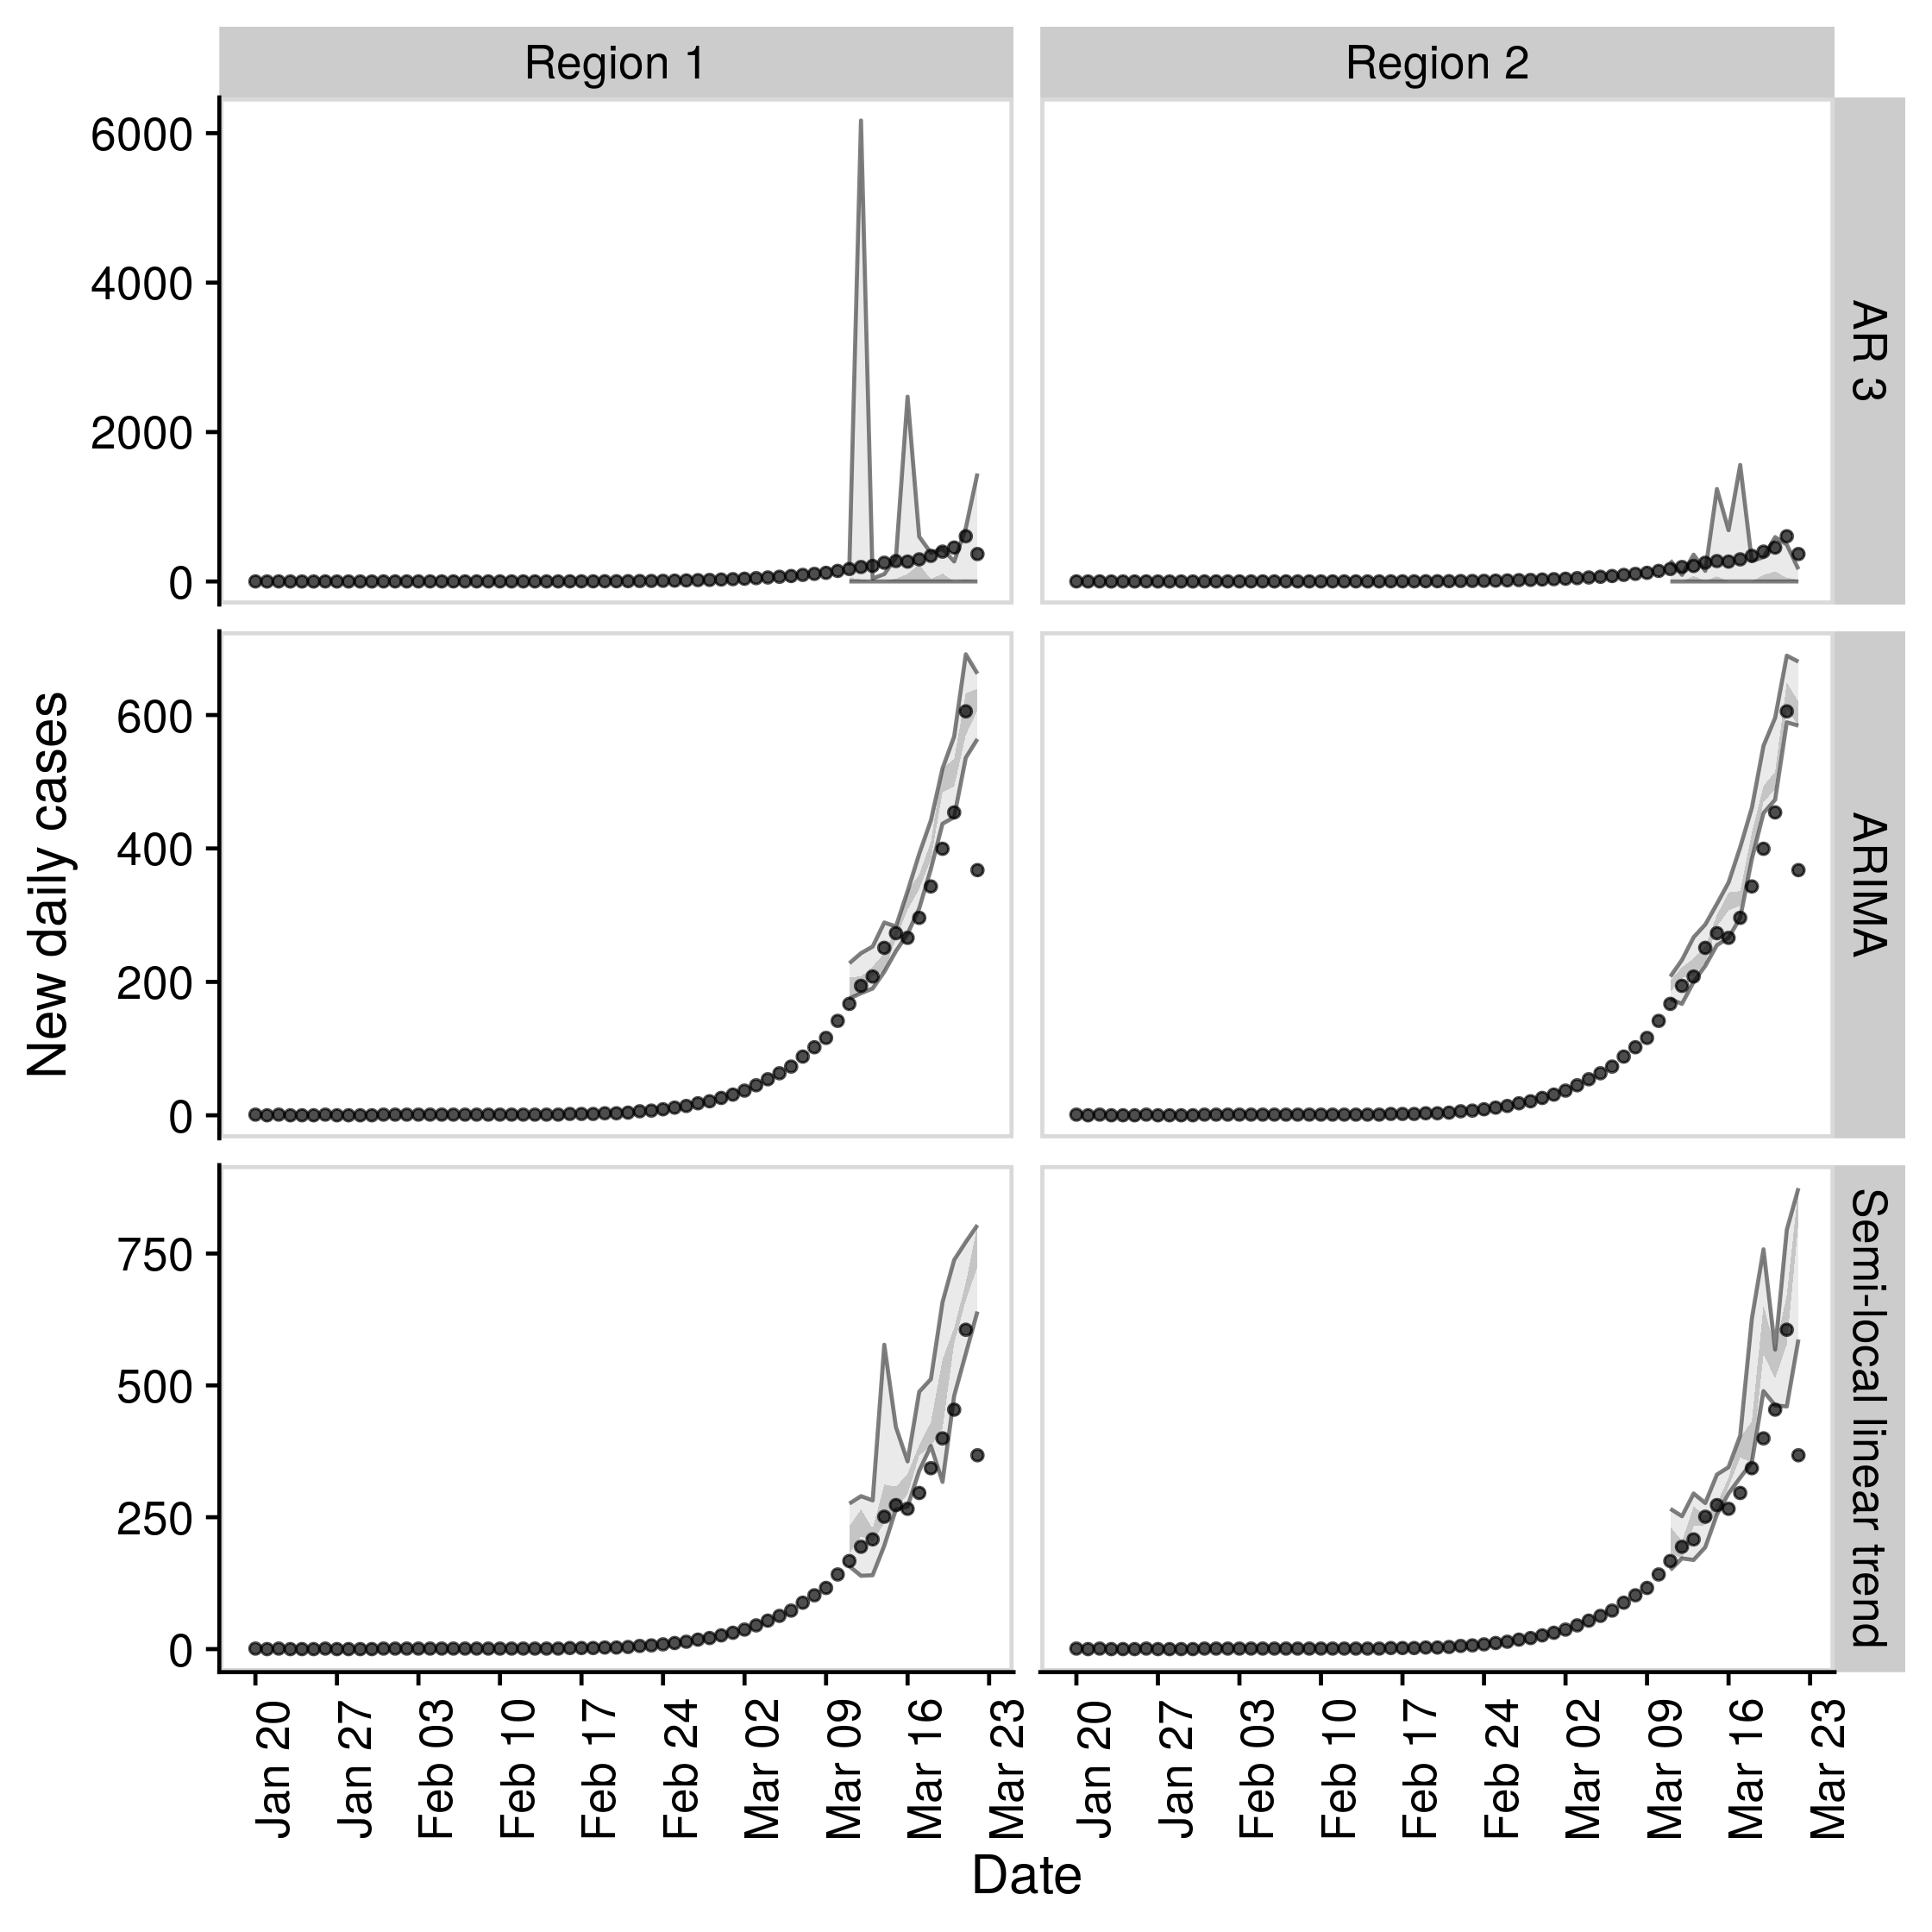 Region 1
Region 2
6000
4000
2000
0
AR 3
New daily cases
600
400
200
0
ARIMA
750
500
250
0
Semi-local linear trend
Jan 20
Jan 27
Feb 03
Feb 10
Feb 17
Feb 24
Mar 02
Mar 09
Mar 16
Mar 23
Jan 20
Jan 27
Feb 03
Feb 10
Feb 17
Feb 24
Mar 02
Mar 09
Mar 16
Mar 23
Date